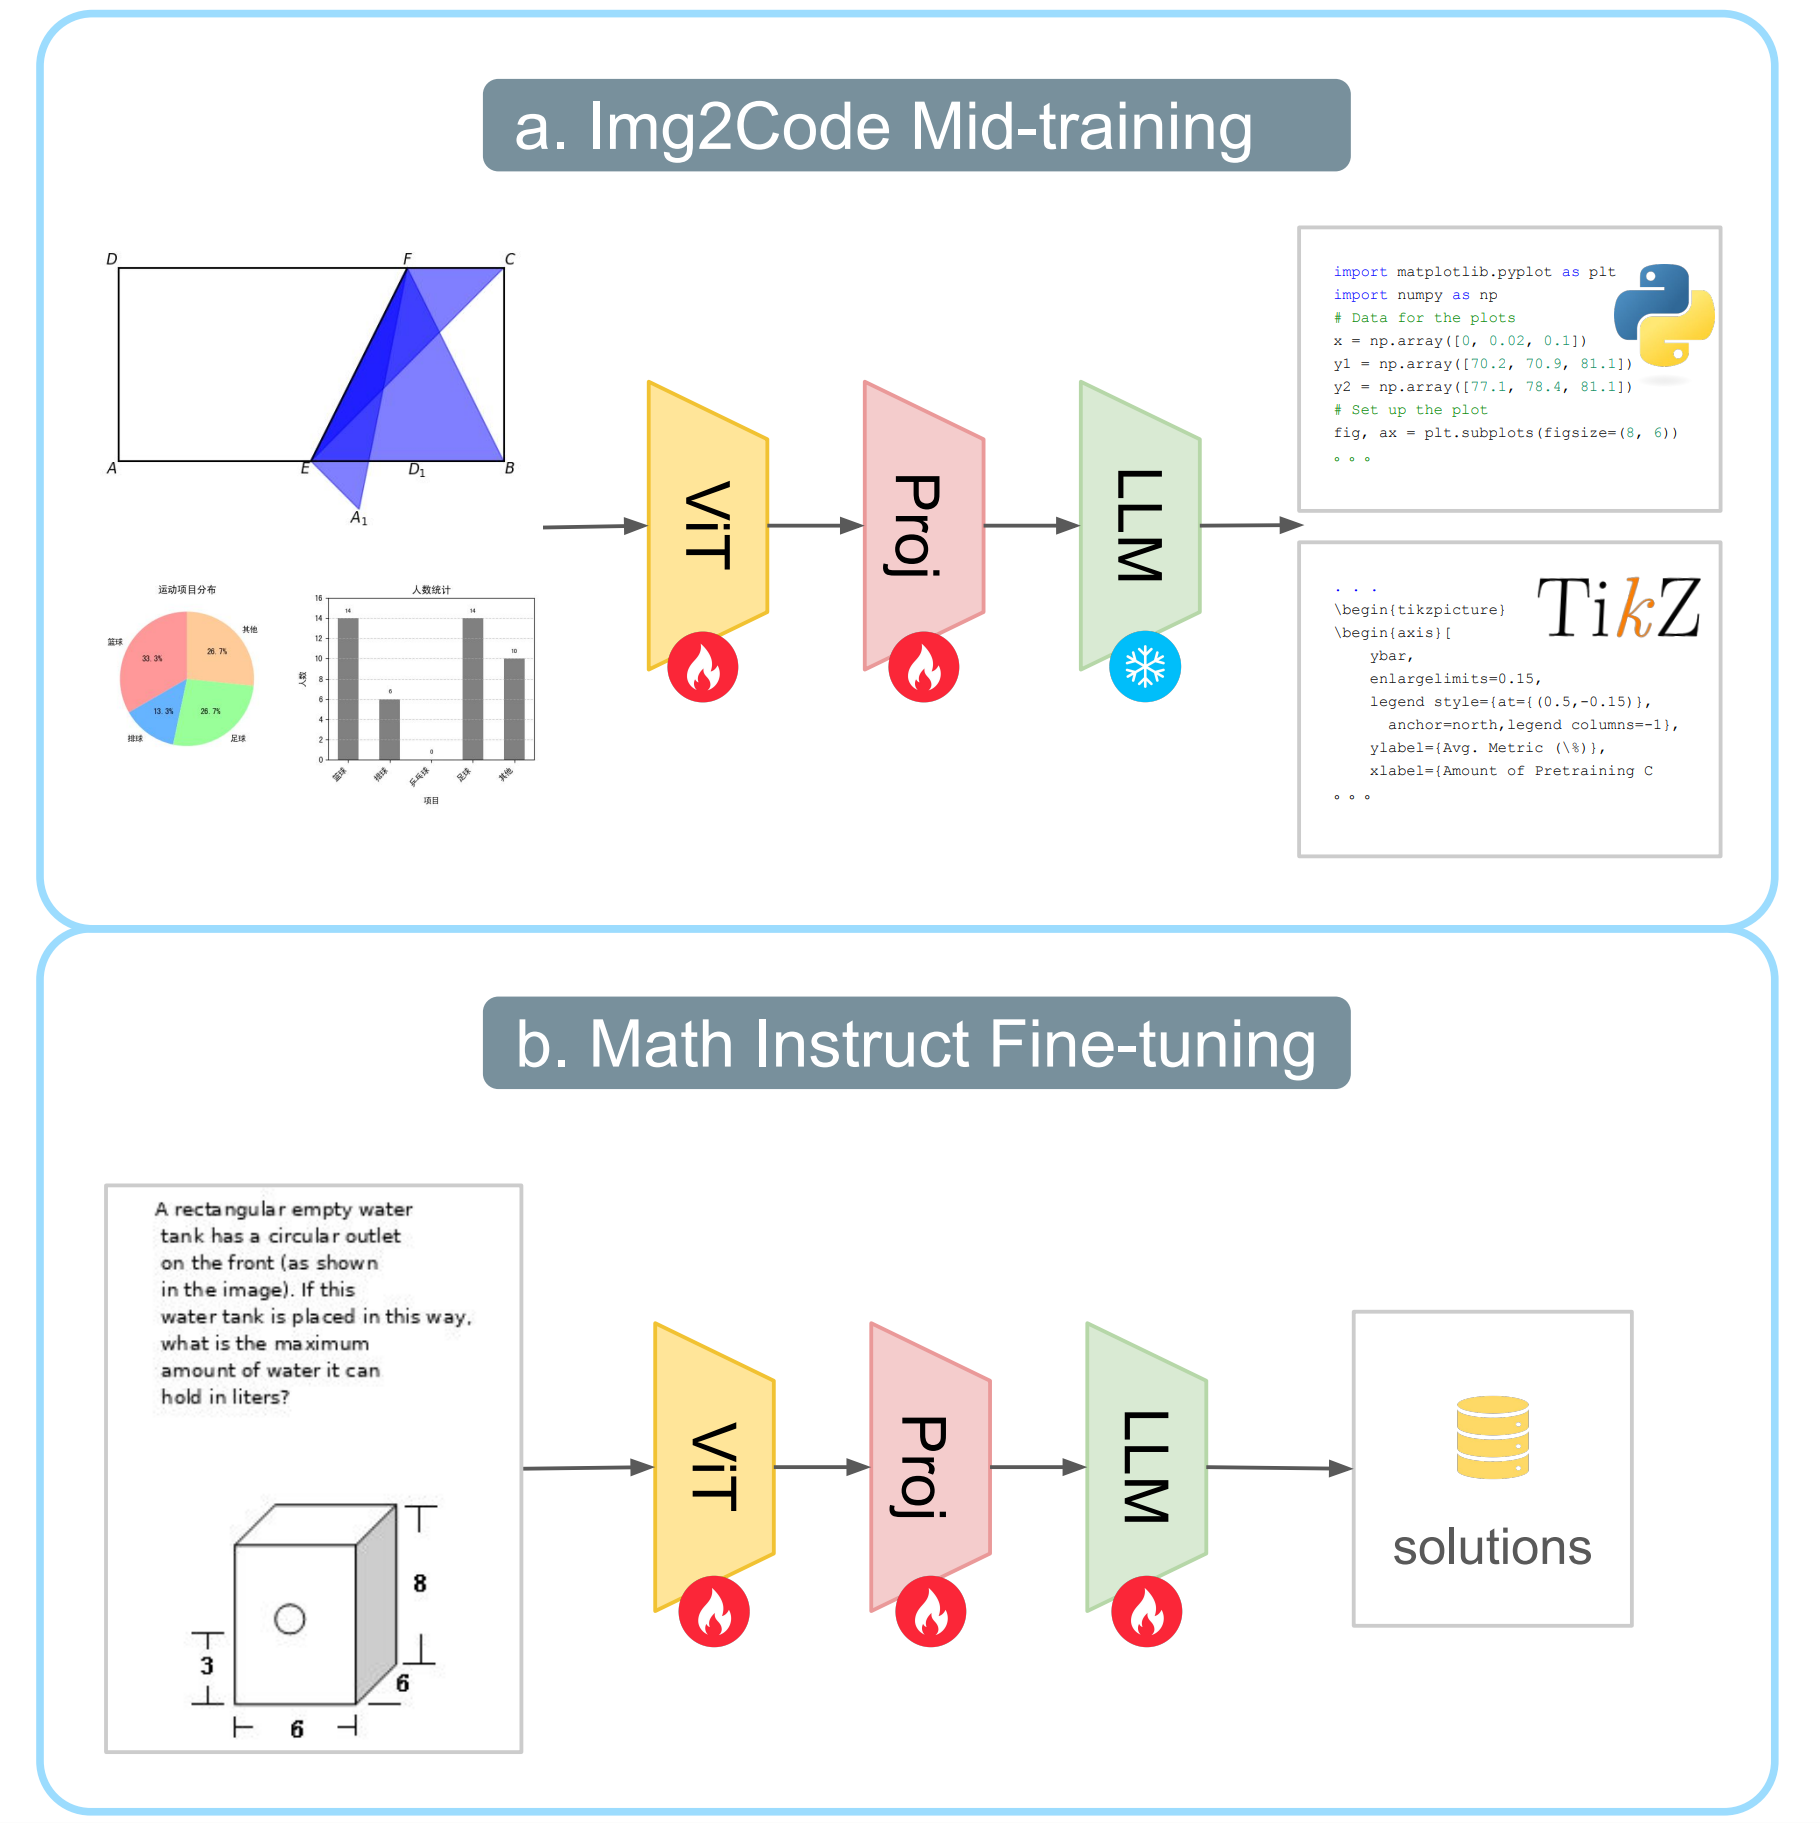 a. Img2Code Mid-training
D
F
C
A
E
D1
B
A1
运动项目分布
篮球
其他
33.3%
26.7%
13.3%
26.7%
排球
足球
人数统计
人数
16
14
12
10
8
6
4
2
0
14
6
0
14
10
篮球
排球
乒乓球
足球
其他
项目
ViT
Proj
LLM
import matplotlib.pyplot as plt
import numpy as np
# Data for the plots
x = np.array([0, 0.02, 0.1])
y1 = np.array([70.2, 70.9, 81.1])
y2 = np.array([77.1, 78.4, 81.1])
# Set up the plot
fig, ax = plt.subplots(figsize=(8, 6))
。。。
TikZ
. . .
\begin{tikzpicture}
\begin{axis}[
ybar,
enlargelimits=0.15,
legend style={at={(0.5,-0.15)},
anchor=north,legend columns=-1},
ylabel={Avg. Metric (\%)},
xlabel={Amount of Pretraining C
。。。
b. Math Instruct Fine-tuning
A rectangular empty water
tank has a circular outlet
on the front (as shown
in the image). If this
water tank is placed in this way,
what is the maximum
amount of water it can
hold in liters?
8
3
6
6
ViT
Proj
LLM
solutions